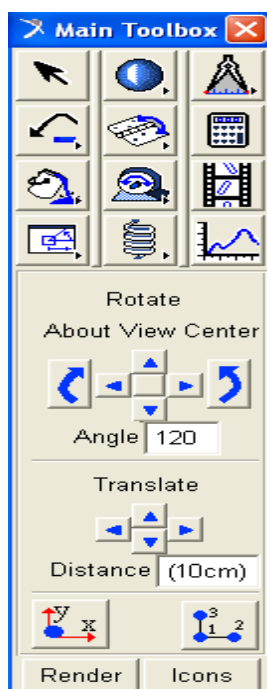 Main Toolbox
Rotate
About View Center
Angle 120
Translate
Distance (10cm)
y x
3 1 2
Render Icons